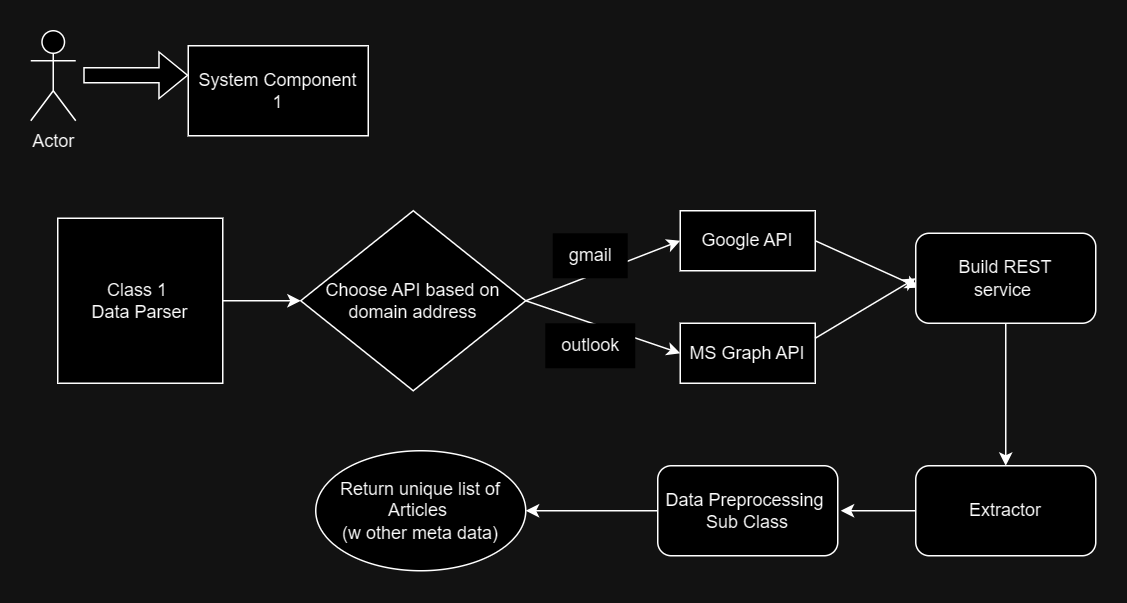 System Component
1
Actor
Class 1
Data Parser
Choose API based on
domain address
gmail
outlook
Google API
MS Graph API
Build REST
service
Extractor
Data Preprocessing
Sub Class
Return unique list of
Articles
(w other meta data)